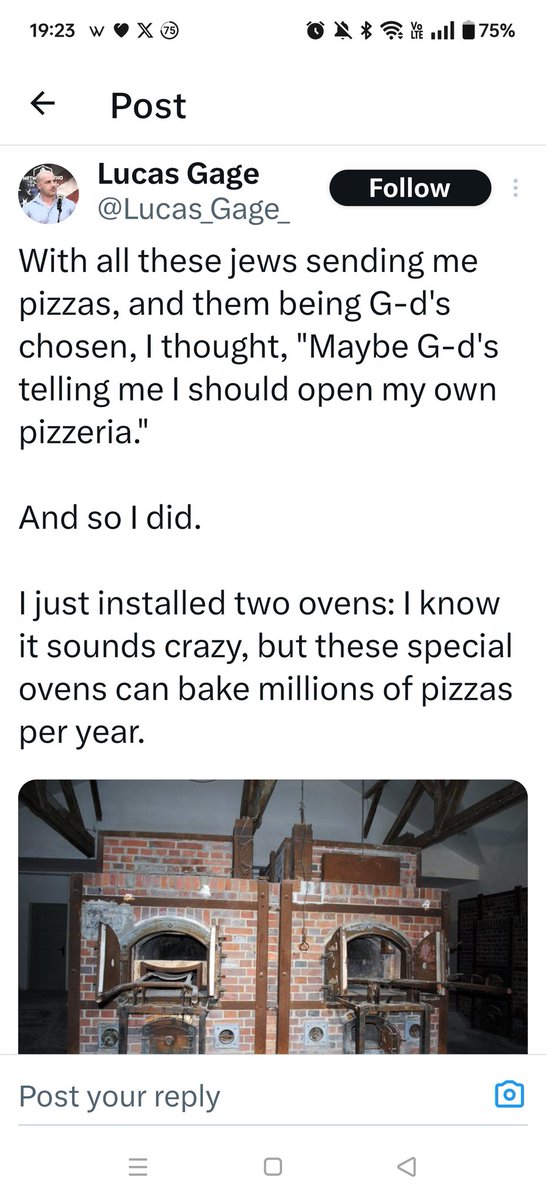 19:23 W X 75 Vo LTE 75%
Post
Lucas Gage
Follow
@Lucas_Gage_
With all these jews sending me
pizzas, and them being G-d's
chosen, I thought, "Maybe G-d's
telling me I should open my own
pizzeria."
And so I did.
I just installed two ovens: I know
it sounds crazy, but these special
ovens can bake millions of pizzas
per year.
Post your reply